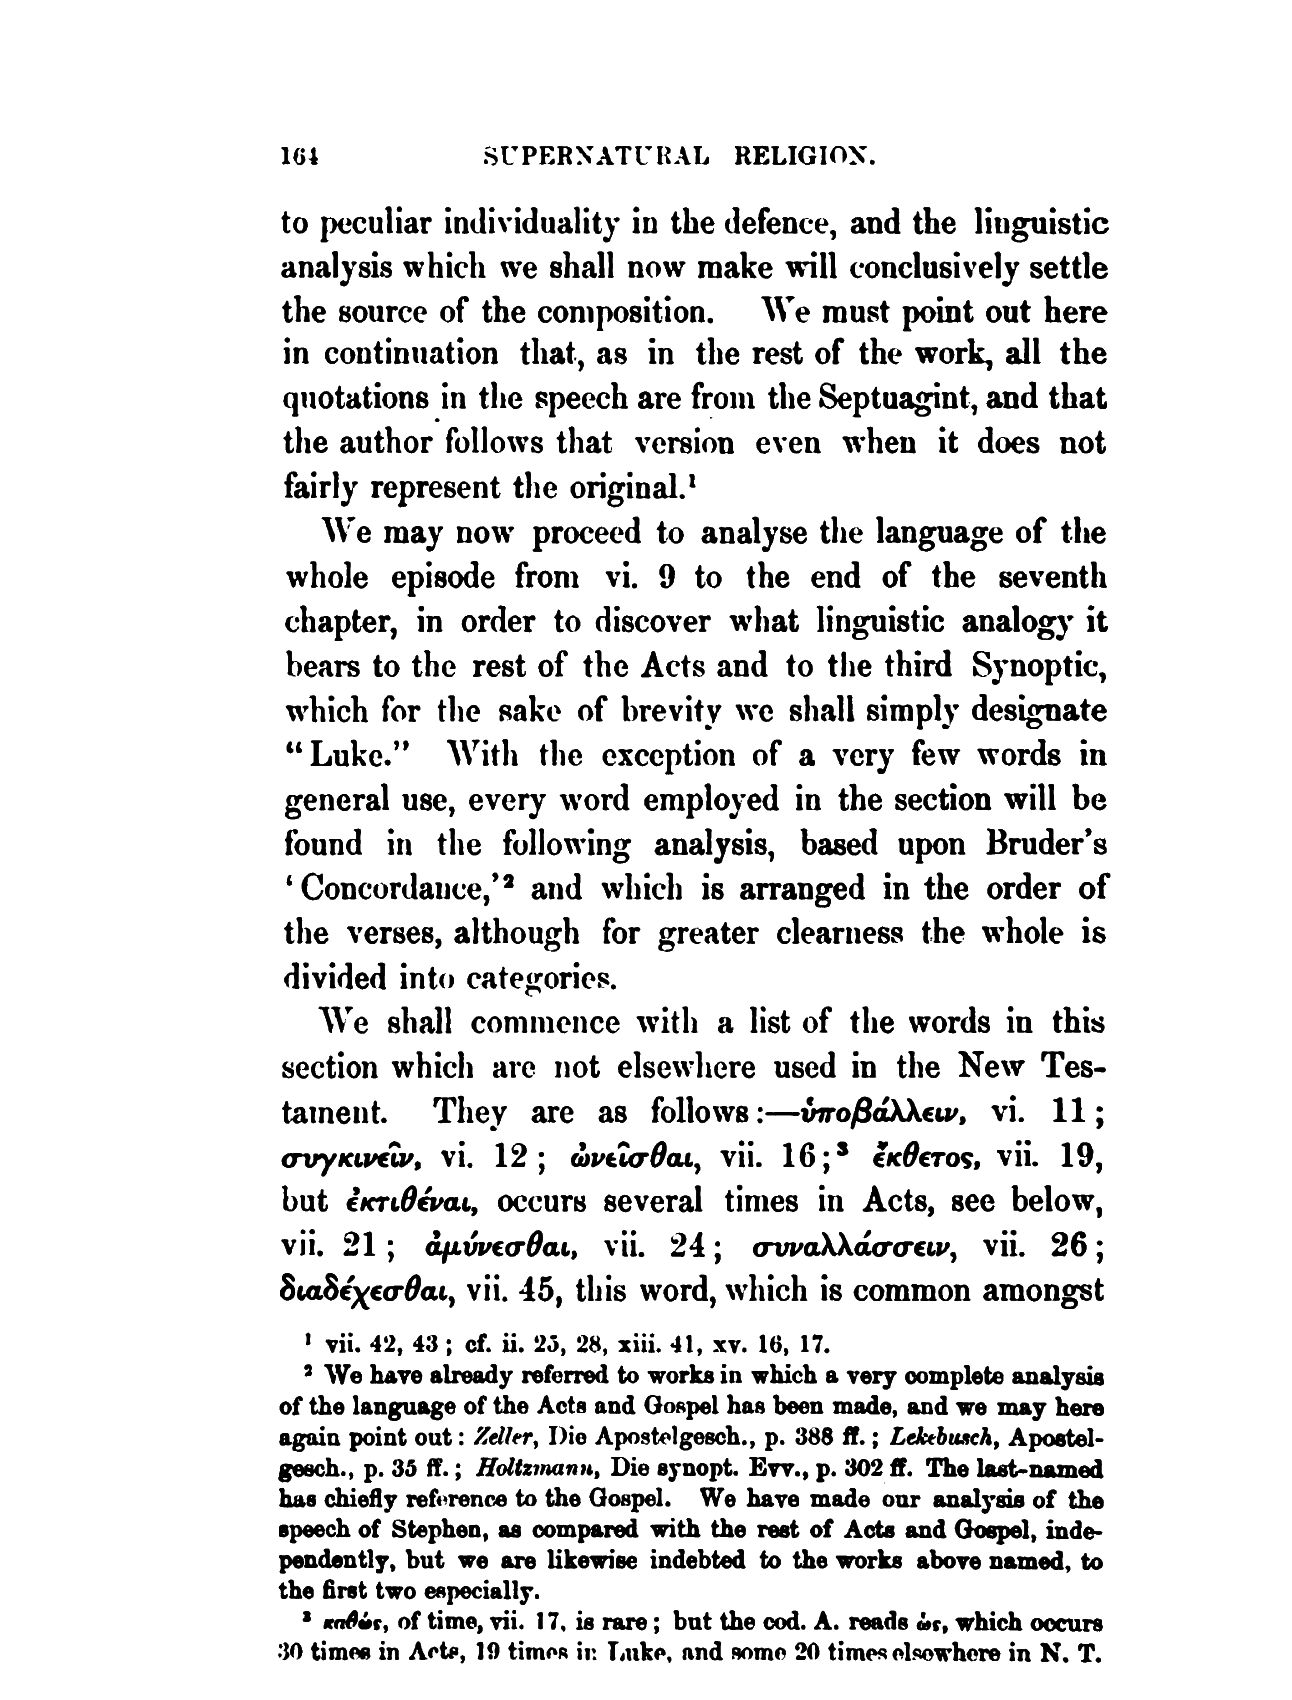 164 SUPERNATURAL RELIGION.
to peculiar individuality in the defence, and the linguistic
analysis which we shall now make will conclusively settle
the source of the composition. We must point out here
in continuation that, as in the rest of the work, all the
quotations in the speech are from the Septuagint, and that
the author follows that version even when it does not
fairly represent the original.¹
We may now proceed to analyse the language of the
whole episode from vi. 9 to the end of the seventh
chapter, in order to discover what linguistic analogy it
bears to the rest of the Acts and to the third Synoptic,
which for the sake of brevity we shall simply designate
“Luke.” With the exception of a very few words in
general use, every word employed in the section will be
found in the following analysis, based upon Bruder’s
‘Concordance,’² and which is arranged in the order of
the verses, although for greater clearness the whole is
divided into categories.
We shall commence with a list of the words in this
section which are not elsewhere used in the New Tes-
tament. They are as follows:—ὑποβάλλειν, vi. 11;
συγκινεῖν, vi. 12; ὠνεῖσθαι, vii. 16;³ ἔκθετος, vii. 19,
but ἐκτιθέναι, occurs several times in Acts, see below,
vii. 21; ἀμύνεσθαι, vii. 24; συναλλάσσειν, vii. 26;
διαδέχεσθαι, vii. 45, this word, which is common amongst
¹ vii. 42, 43; cf. ii. 25, 28, xiii. 41, xv. 16, 17.
² We have already referred to works in which a very complete analysis
of the language of the Acts and Gospel has been made, and we may here
again point out: Zeller, Die Apostelgesch., p. 388 ff.; Lekebusch, Apostel-
gesch., p. 35 ff.; Holtzmann, Die synopt. Evv., p. 302 ff. The last-named
has chiefly reference to the Gospel. We have made our analysis of the
speech of Stephen, as compared with the rest of Acts and Gospel, inde-
pendently, but we are likewise indebted to the works above named, to
the first two especially.
³ καθώς, of time, vii. 17, is rare; but the cod. A. reads ὡς, which occurs
30 times in Acts, 19 times in Luke, and some 20 times elsewhere in N. T.